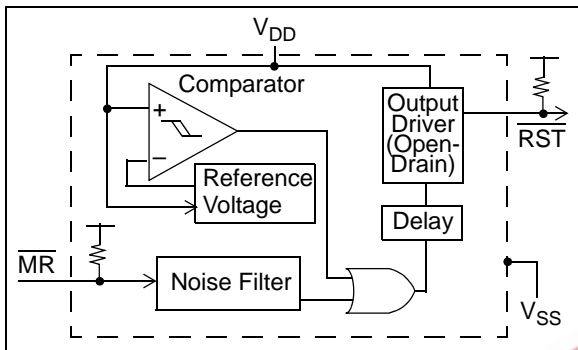 VDD
Comparator
+
–
Output
Driver
(Open-
Drain)
RST
Reference
Voltage
Delay
MR
Noise Filter
VSS